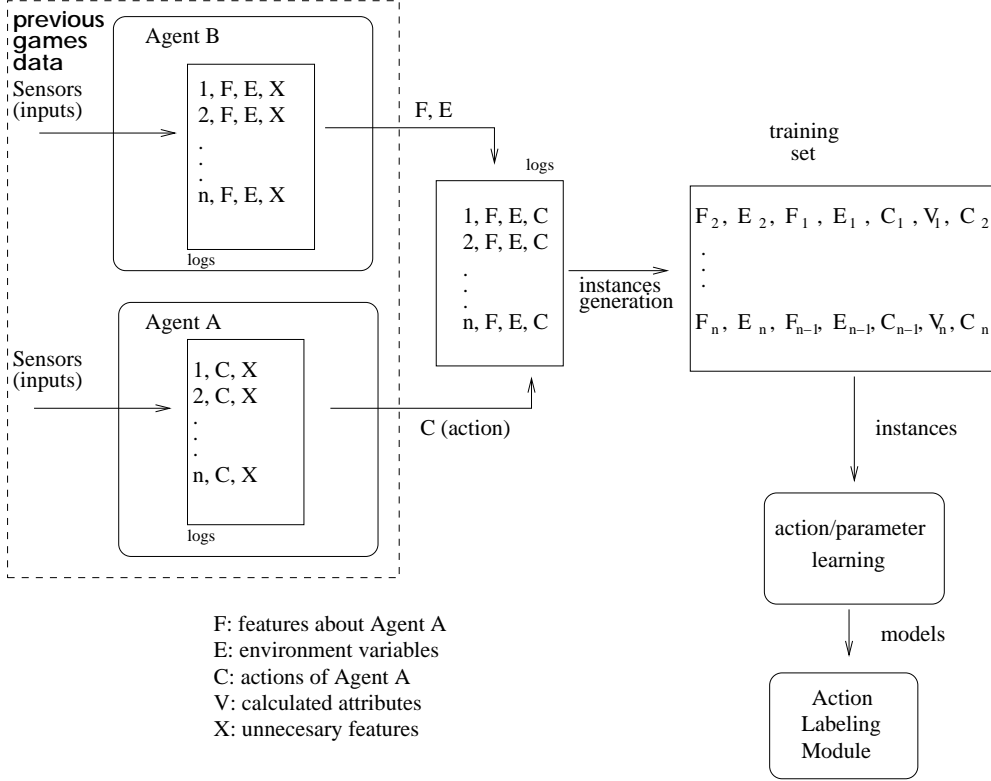 previous
games
data
Sensors
(inputs)
Agent B
1, F, E, X
2, F, E, X
.
.
.
n, F, E, X
logs
F, E
Sensors
(inputs)
Agent A
1, C, X
2, C, X
.
.
.
n, C, X
logs
C (action)
logs
1, F, E, C
2, F, E, C
.
.
.
n, F, E, C
instances
generation
training
set
F2, E2, F1, E1, C1, V1, C2
.
.
.
Fn, En, Fn−1, En−1, Cn−1, Vn, Cn
instances
action/parameter
learning
models
Action
Labeling
Module
F: features about Agent A
E: environment variables
C: actions of Agent A
V: calculated attributes
X: unnecesary features